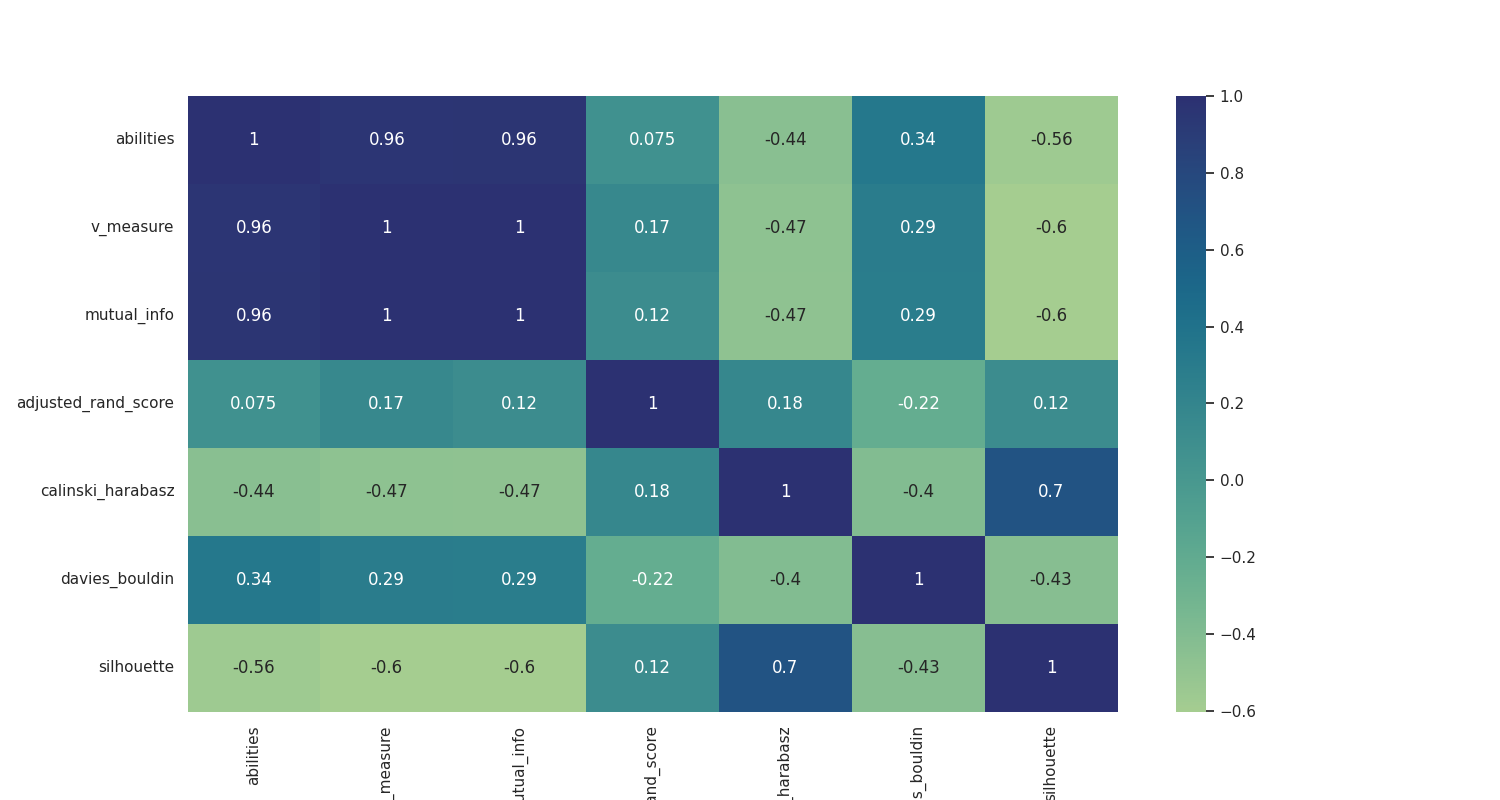 abilities 1 0.96 0.96 0.075 -0.44 0.34 -0.56
v_measure 0.96 1 1 0.17 -0.47 0.29 -0.6
mutual_info 0.96 1 1 0.12 -0.47 0.29 -0.6
adjusted_rand_score 0.075 0.17 0.12 1 0.18 -0.22 0.12
calinski_harabasz -0.44 -0.47 -0.47 0.18 1 -0.4 0.7
davies_bouldin 0.34 0.29 0.29 -0.22 -0.4 1 -0.43
silhouette -0.56 -0.6 -0.6 0.12 0.7 -0.43 1
abilities _measure utual_info and_score _harabasz s_bouldin silhouette
1.0
0.8
0.6
0.4
0.2
0.0
−0.2
−0.4
−0.6